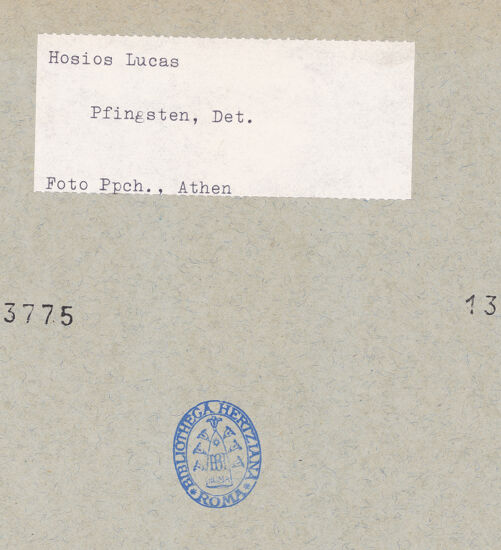 Hosios Lucas
Pfingsten, Det.
Foto Ppch., Athen
3775
13
BIBLIOTHECA HERTZIANA
ROMA